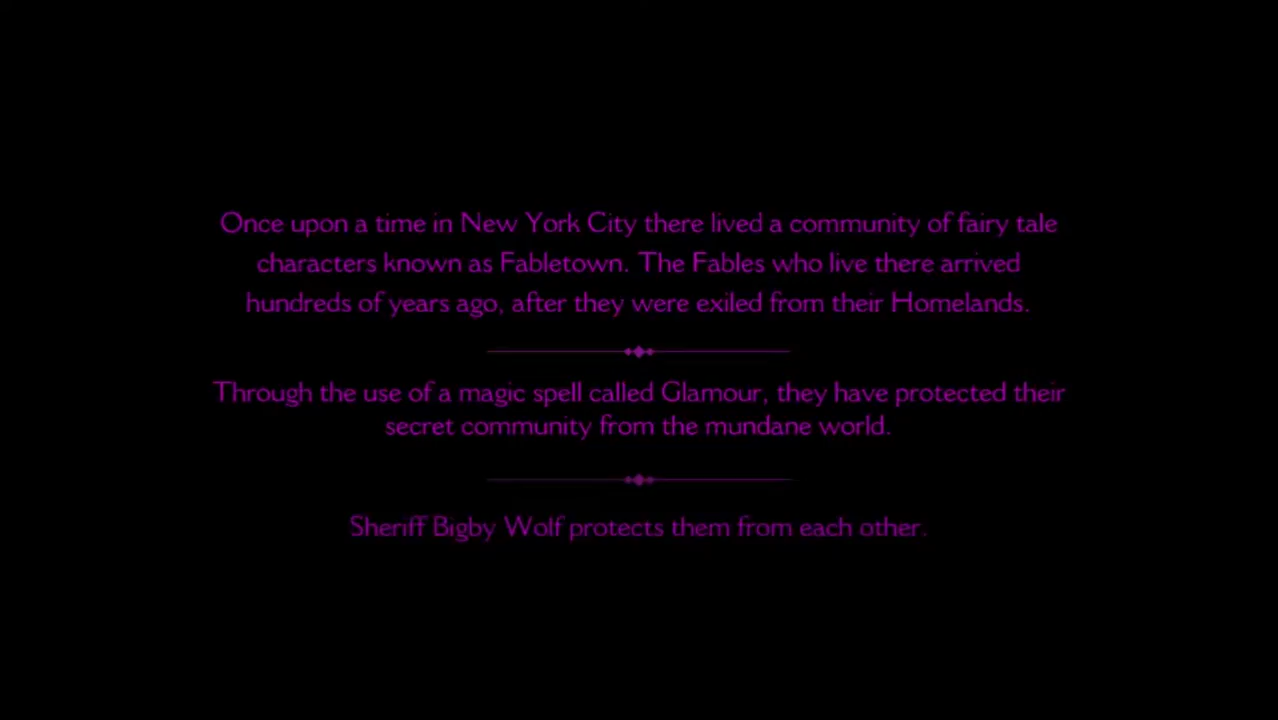 Once upon a time in New York City there lived a community of fairy tale
characters known as Fabletown. The Fables who live there arrived
hundreds of years ago, after they were exiled from their Homelands.
Through the use of a magic spell called Glamour, they have protected their
secret community from the mundane world.
Sheriff Bigby Wolf protects them from each other.